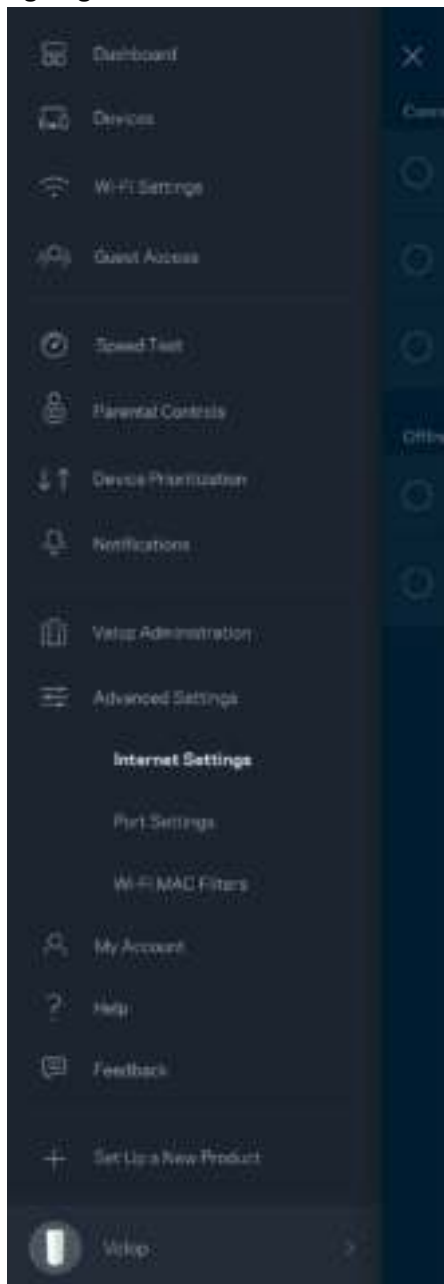 Dashboard
Devices
Wi-Fi Settings
Guest Access
Speed Test
Parental Controls
Device Prioritization
Notifications
Velop Administration
Advanced Settings
Internet Settings
Port Settings
Wi-Fi MAC Filters
My Account
Help
Feedback
Set Up a New Product
Velop